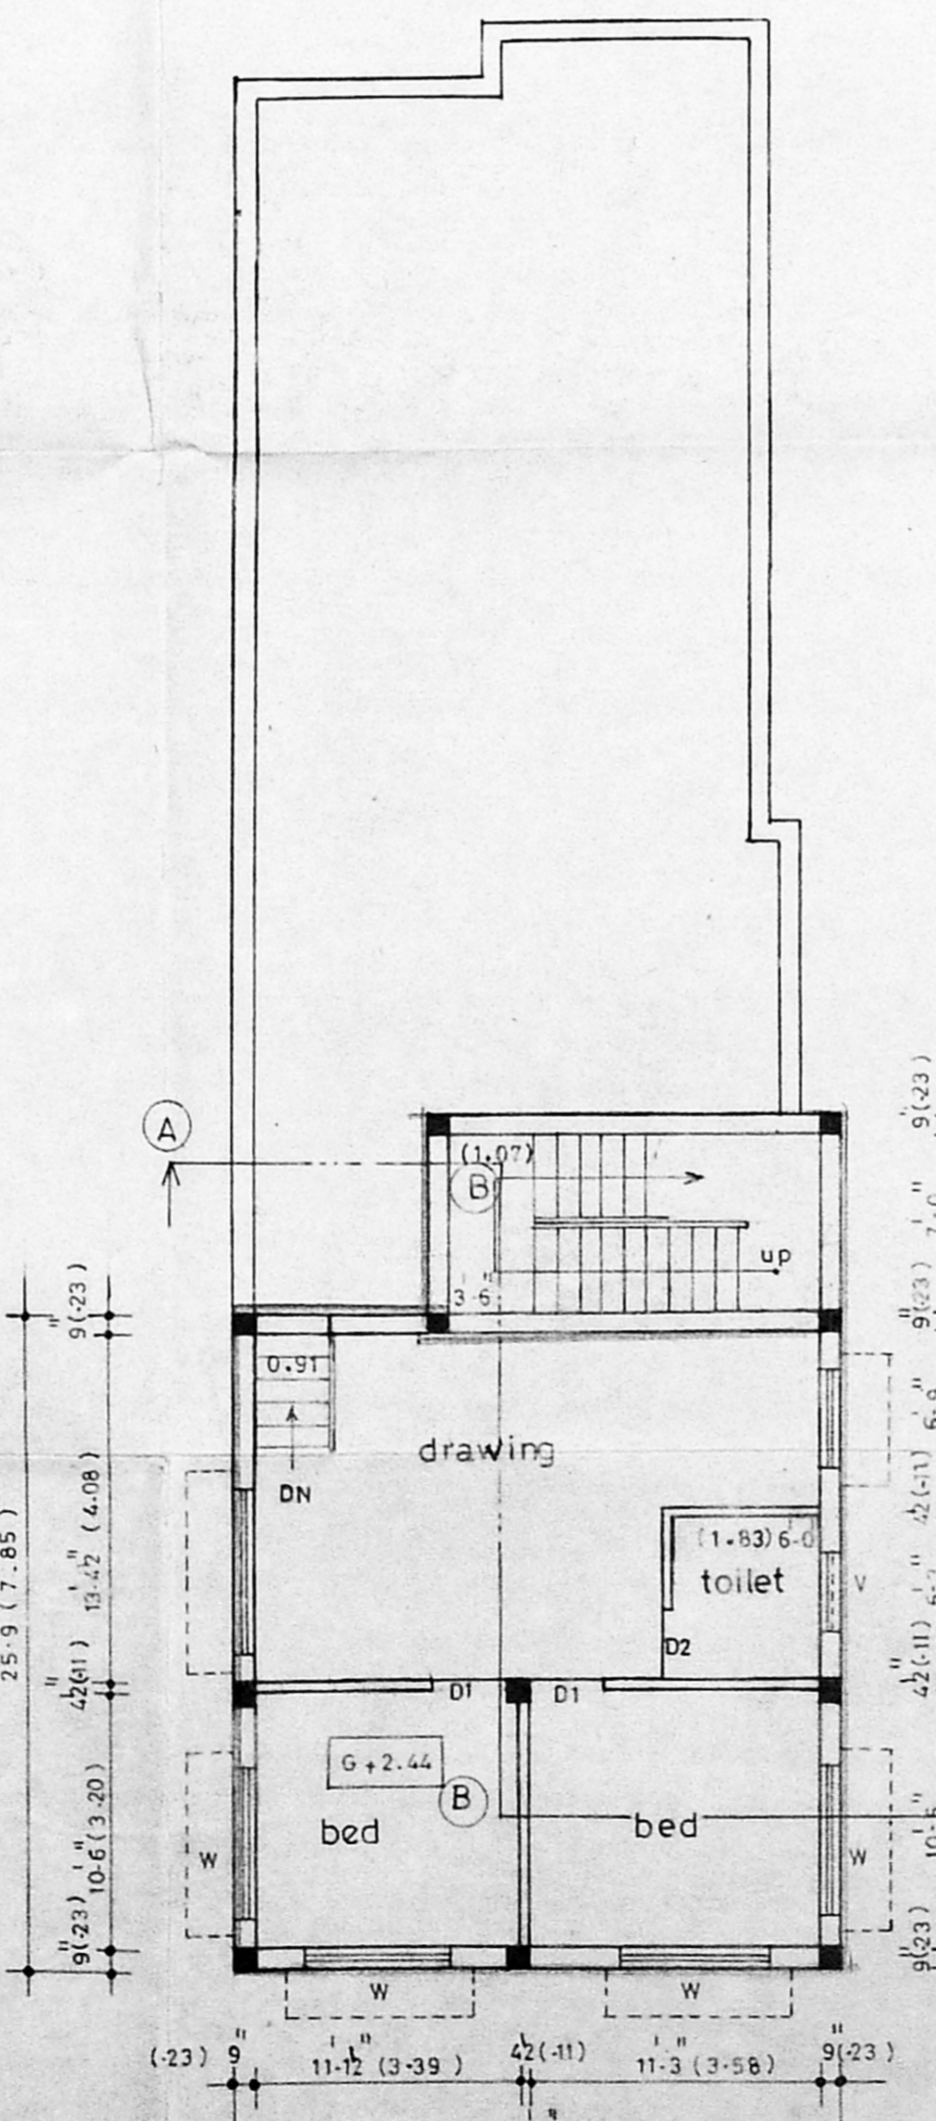 A
(1.07)
B
up
3'-6"
0.91
DN
drawing
(1.83) 6-0
toilet
V
D2
D1
D1
G + 2.44
B
bed
bed
W
W
W
W
9"(·23)
25·9 (7.85)
13'-4½" (4.08)
4½"(·11)
10'-6" (3·20)
9"(·23)
9"(·23)
9"(·23)
4½(·11)
4½"(·11)
9"(·23)
(·23) 9"
11'-1½" (3·39)
4½(·11)
11'-3" (3·58)
9"(·23)